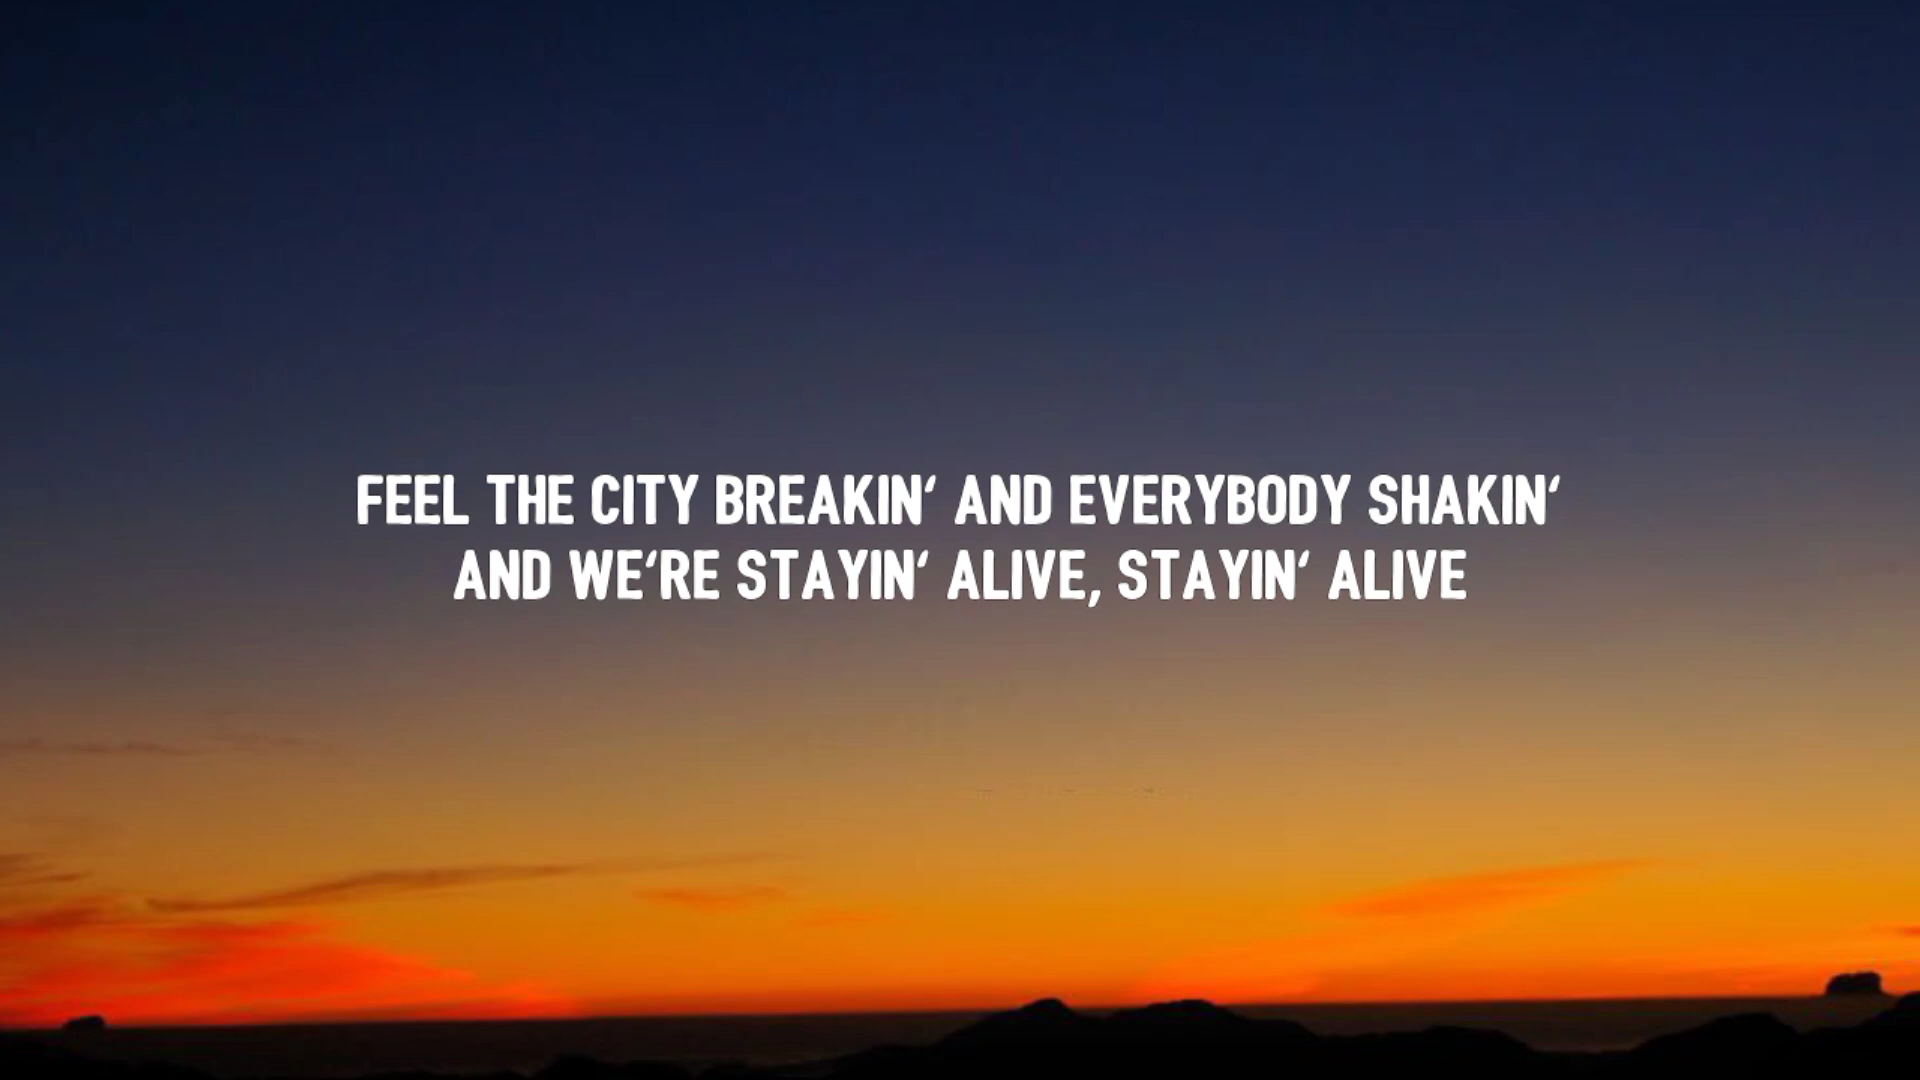 FEEL THE CITY BREAKIN' AND EVERYBODY SHAKIN'
AND WE'RE STAYIN' ALIVE, STAYIN' ALIVE